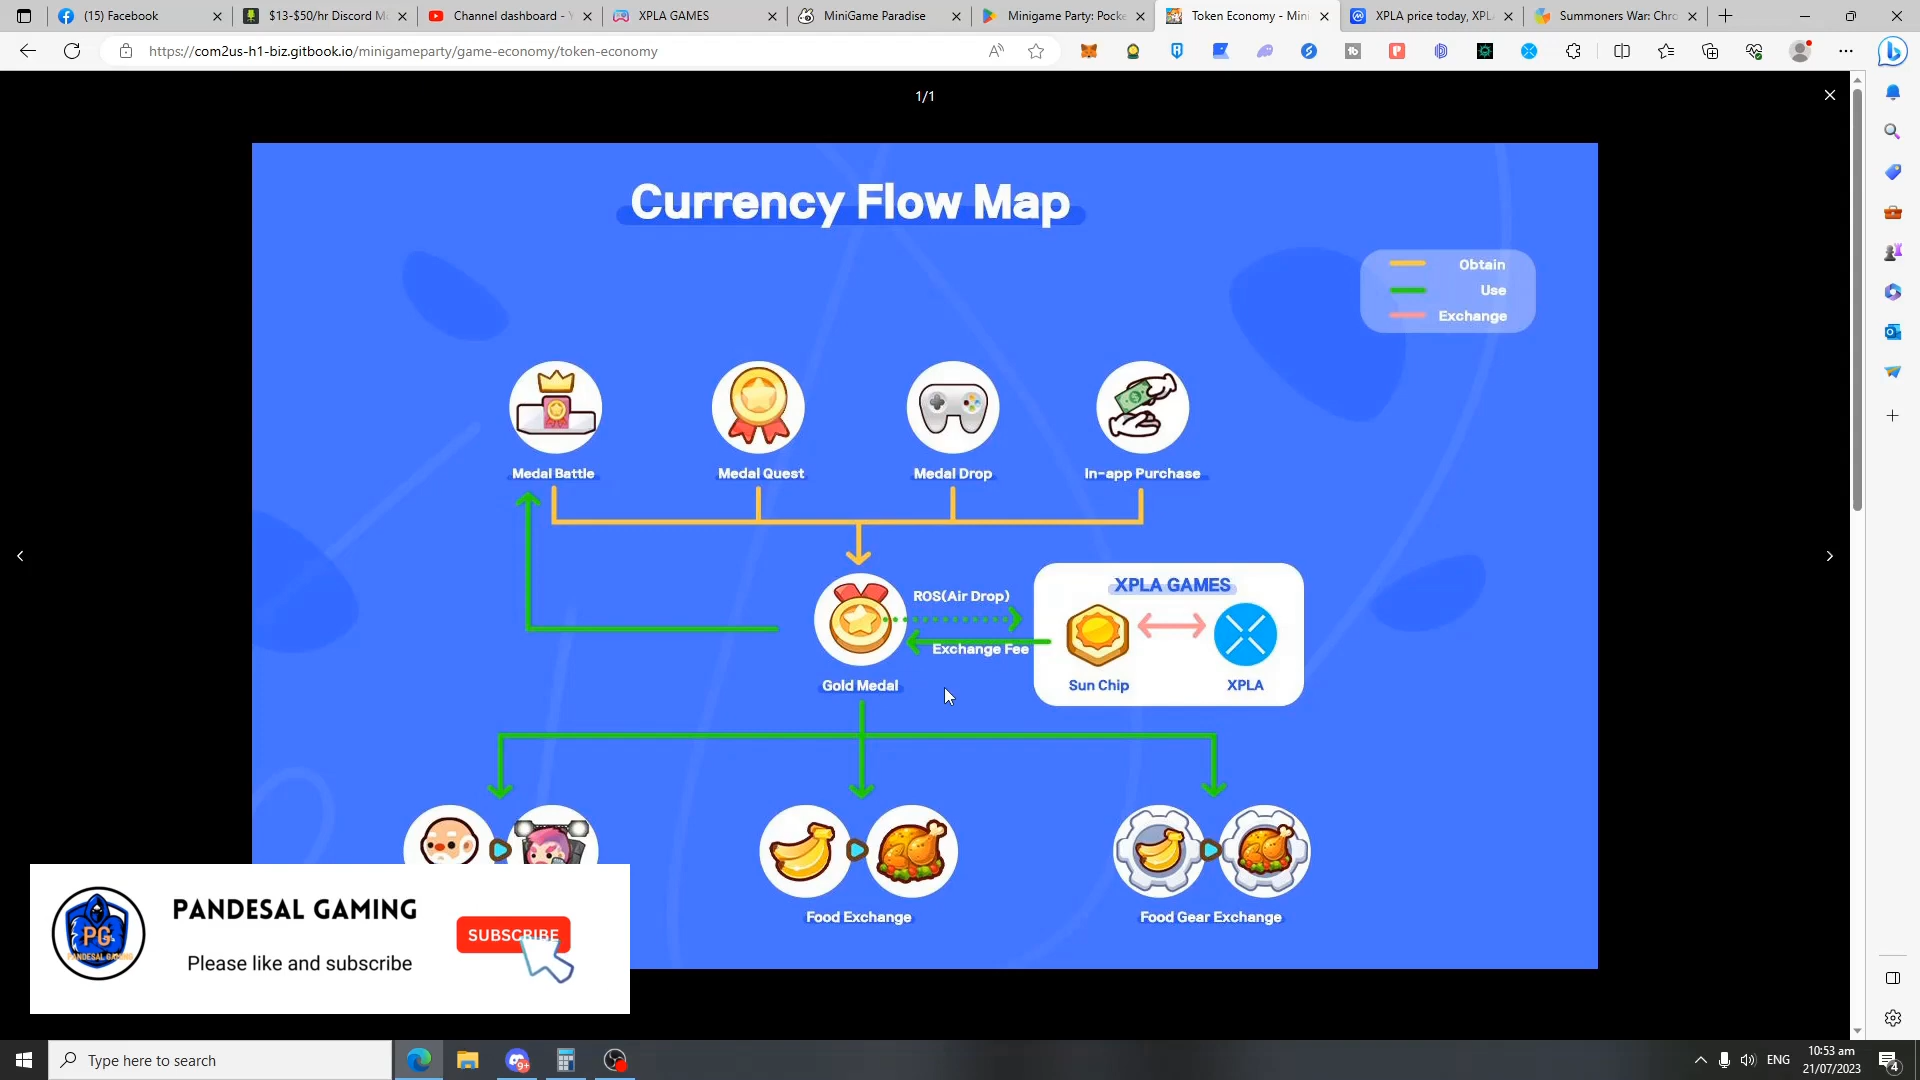 (15) Facebook
$13-$50/hr Discord M
Channel dashboard - Y
XPLA GAMES
MiniGame Paradise
Minigame Party: Pocke
Token Economy - Mini
XPLA price today, XPL
Summoners War: Chro
https://com2us-h1-biz.gitbook.io/minigameparty/game-economy/token-economy
1/1
Currency Flow Map
Obtain
Use
Exchange
Medal Battle
Medal Quest
Medal Drop
In-app Purchase
ROS(Air Drop)
Exchange Fee
XPLA GAMES
Gold Medal
Sun Chip
XPLA
Food Exchange
Food Gear Exchange
PG
PANDESAL GAMING
PANDESAL GAMING
Please like and subscribe
SUBSCRIBE
Type here to search
9+
ENG
10:53 am
21/07/2023
4